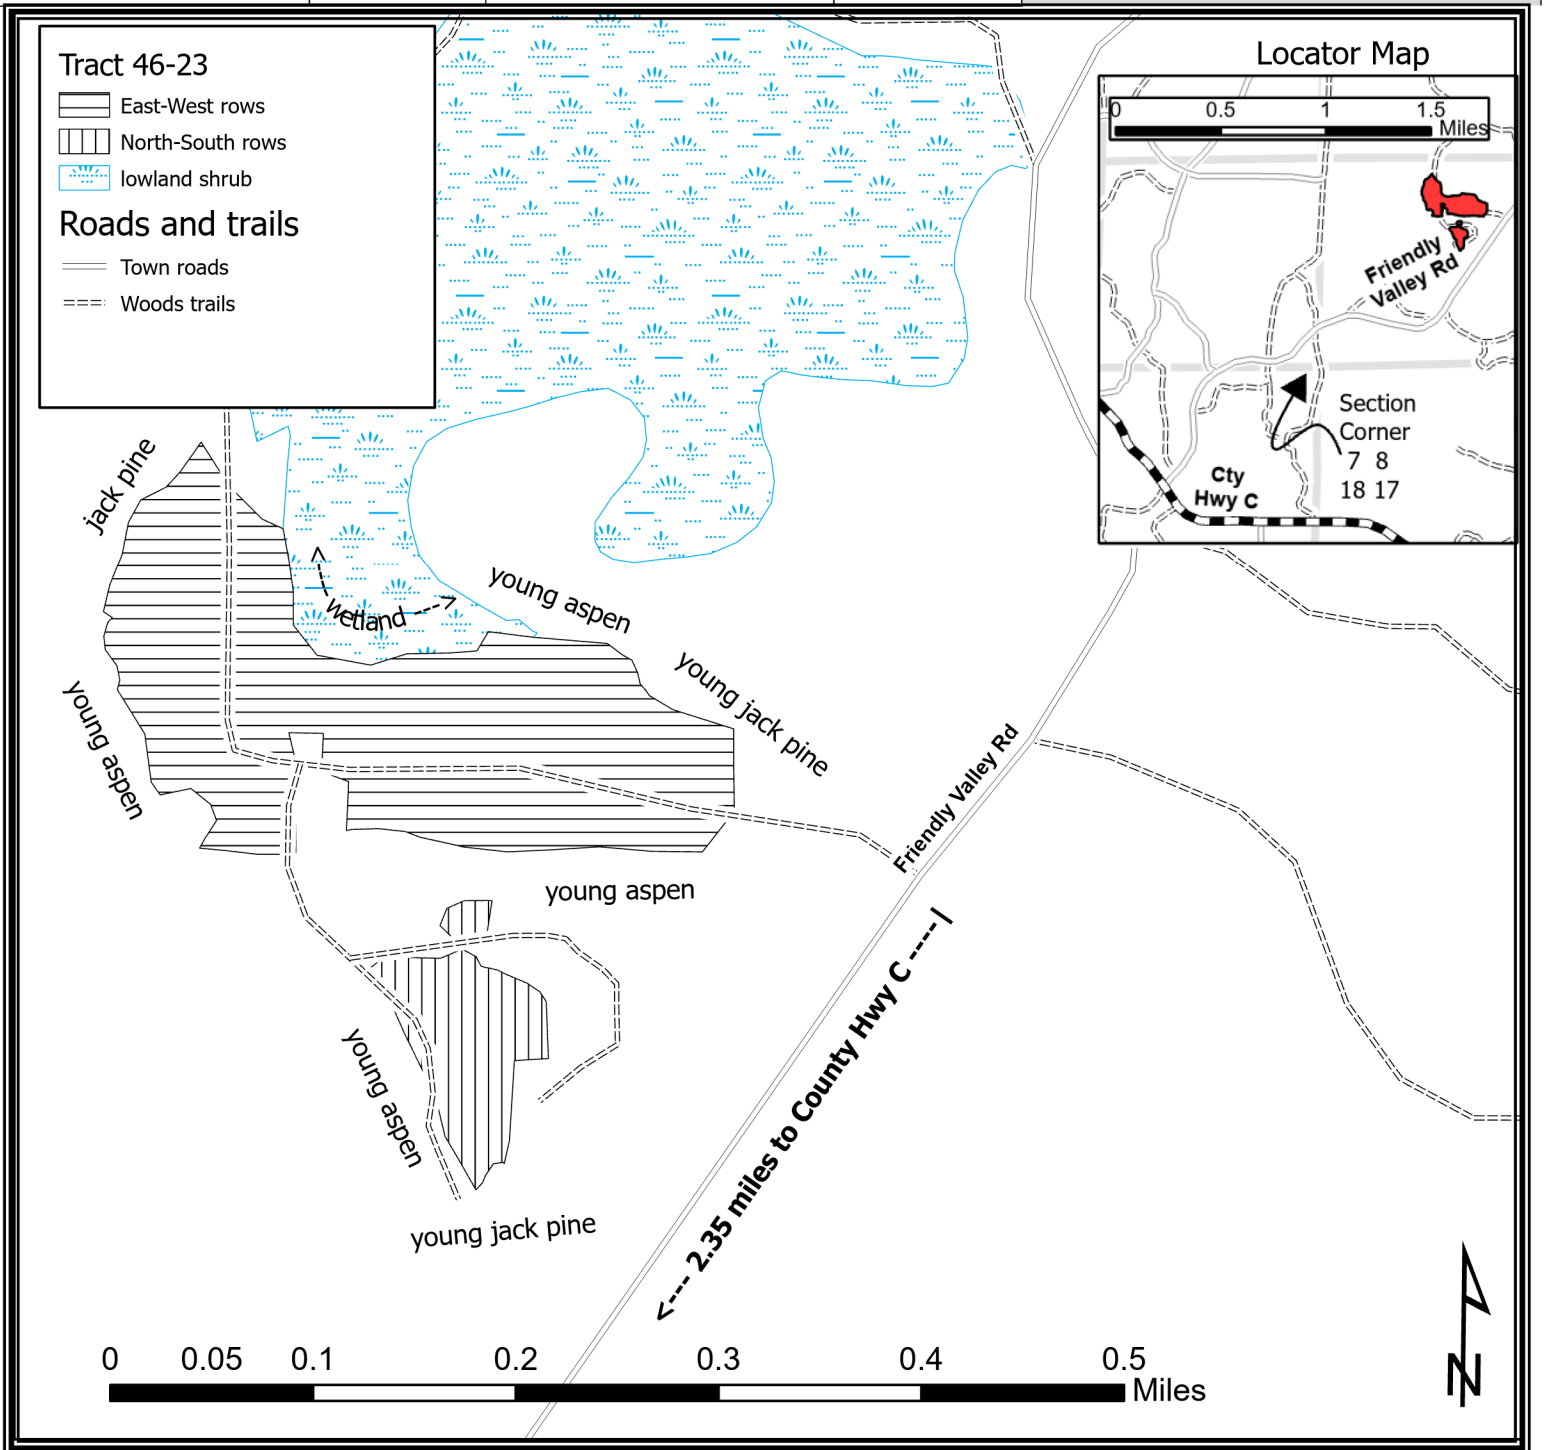 Tract 46-23
East-West rows
North-South rows
lowland shrub
Roads and trails
Town roads
Woods trails
Locator Map
0 0.5 1 1.5
Miles
Friendly
Valley Rd
Section
Corner
7 8
18 17
Cty
Hwy C
jack pine
wetland
young aspen
young jack pine
young aspen
Friendly Valley Rd
young aspen
2.35 miles to County Hwy C
young aspen
young jack pine
0 0.05 0.1 0.2 0.3 0.4 0.5
Miles
N